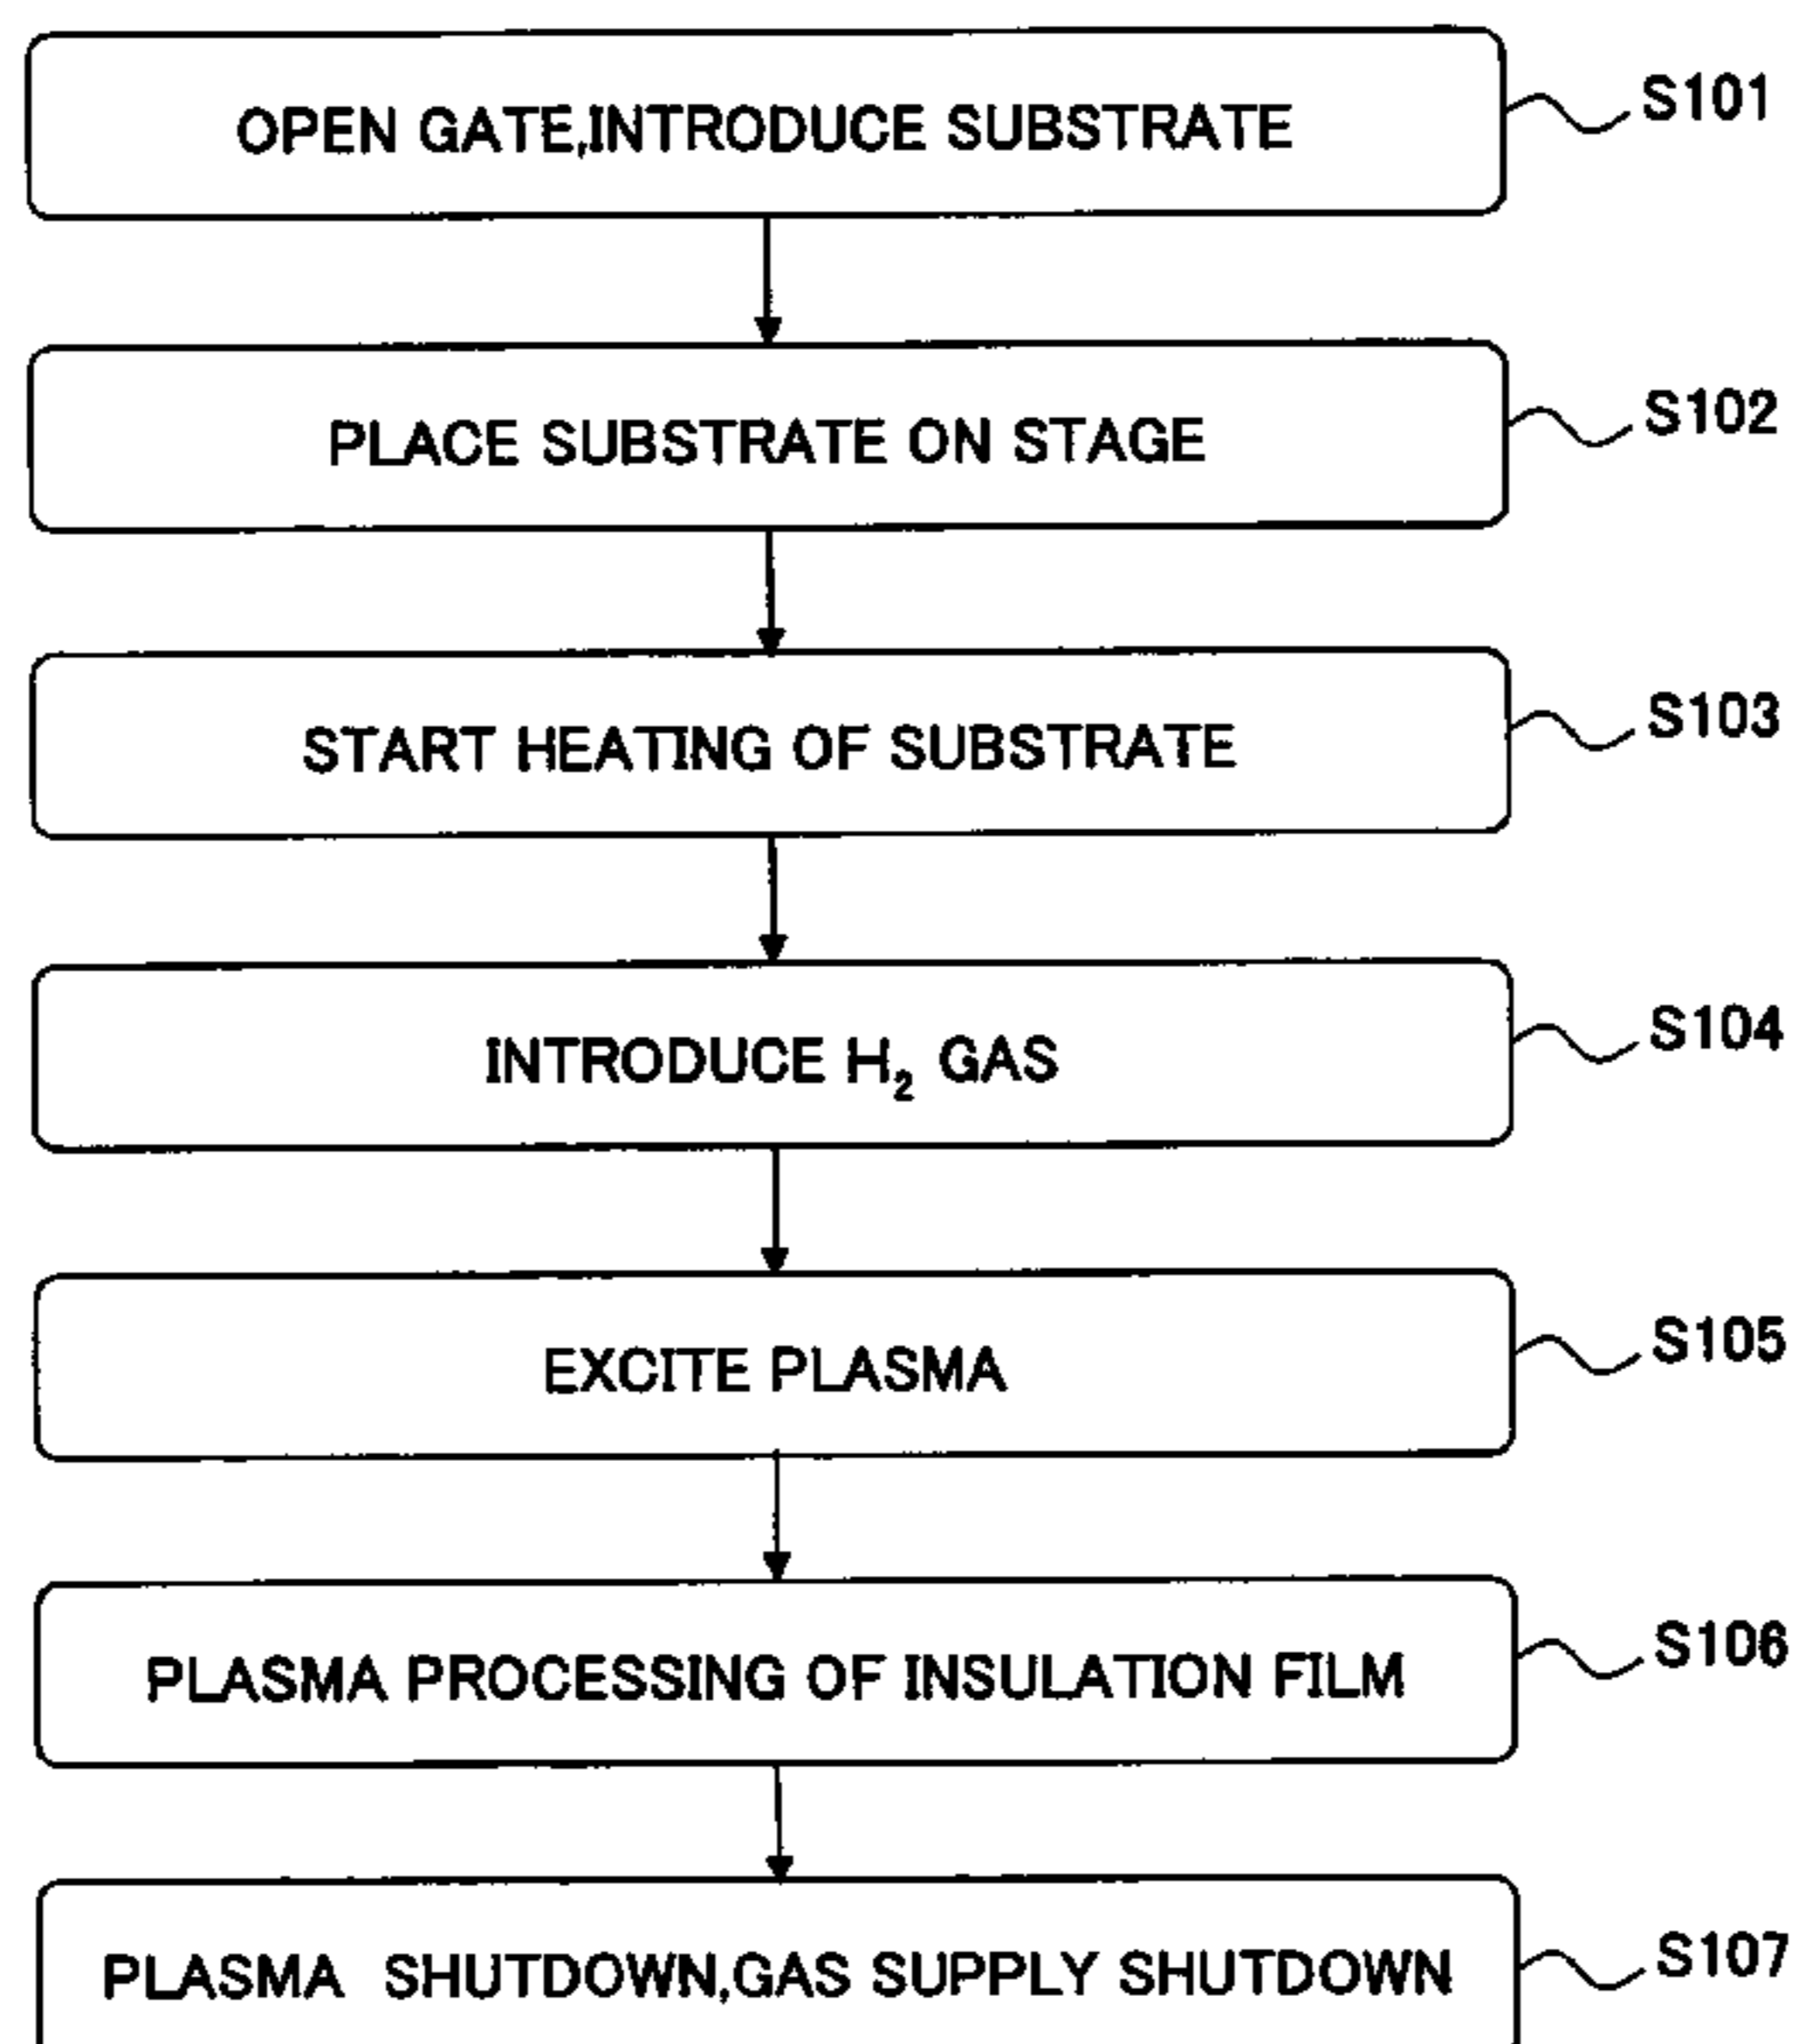 OPEN GATE,INTRODUCE SUBSTRATE S101
PLACE SUBSTRATE ON STAGE S102
START HEATING OF SUBSTRATE S103
INTRODUCE H₂ GAS S104
EXCITE PLASMA S105
PLASMA PROCESSING OF INSULATION FILM S106
PLASMA SHUTDOWN,GAS SUPPLY SHUTDOWN S107